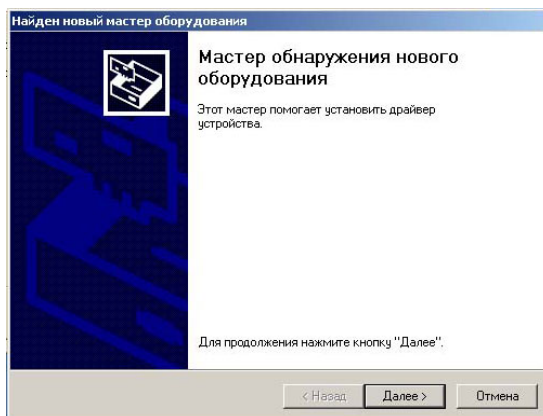 Найден новый мастер оборудования
Мастер обнаружения нового
оборудования
Этот мастер помогает установить драйвер
устройства.
Для продолжения нажмите кнопку "Далее".
< Назад
Далее >
Отмена